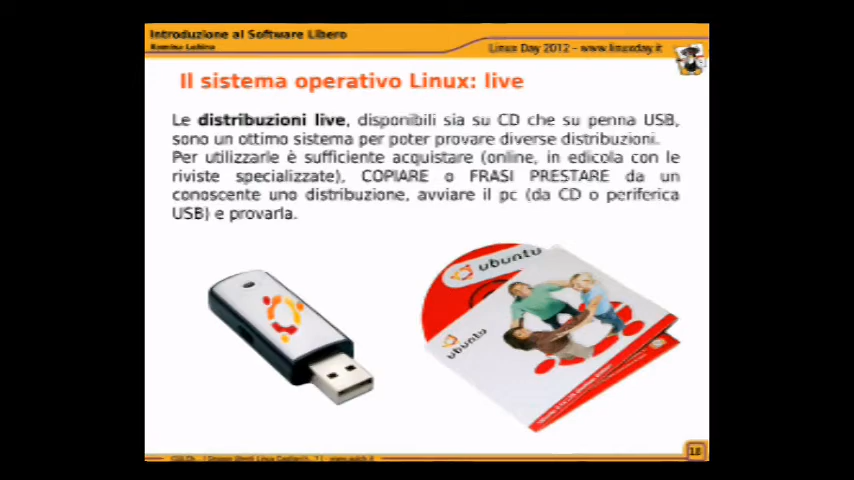 Introduzione al Software Libero
Linux Day 2012 - www.linuxday.it
Il sistema operativo Linux: live
Le distribuzioni live, disponibili sia su CD che su penna USB,
sono un ottimo sistema per poter provare diverse distribuzioni.
Per utilizzarle è sufficiente acquistare (online, in edicola con le
riviste specializzate), COPIARE o FRASI PRESTARE da un
conoscente uno distribuzione, avviare il pc (da CD o periferica
USB) e provarla.
ubuntu
ubuntu
18